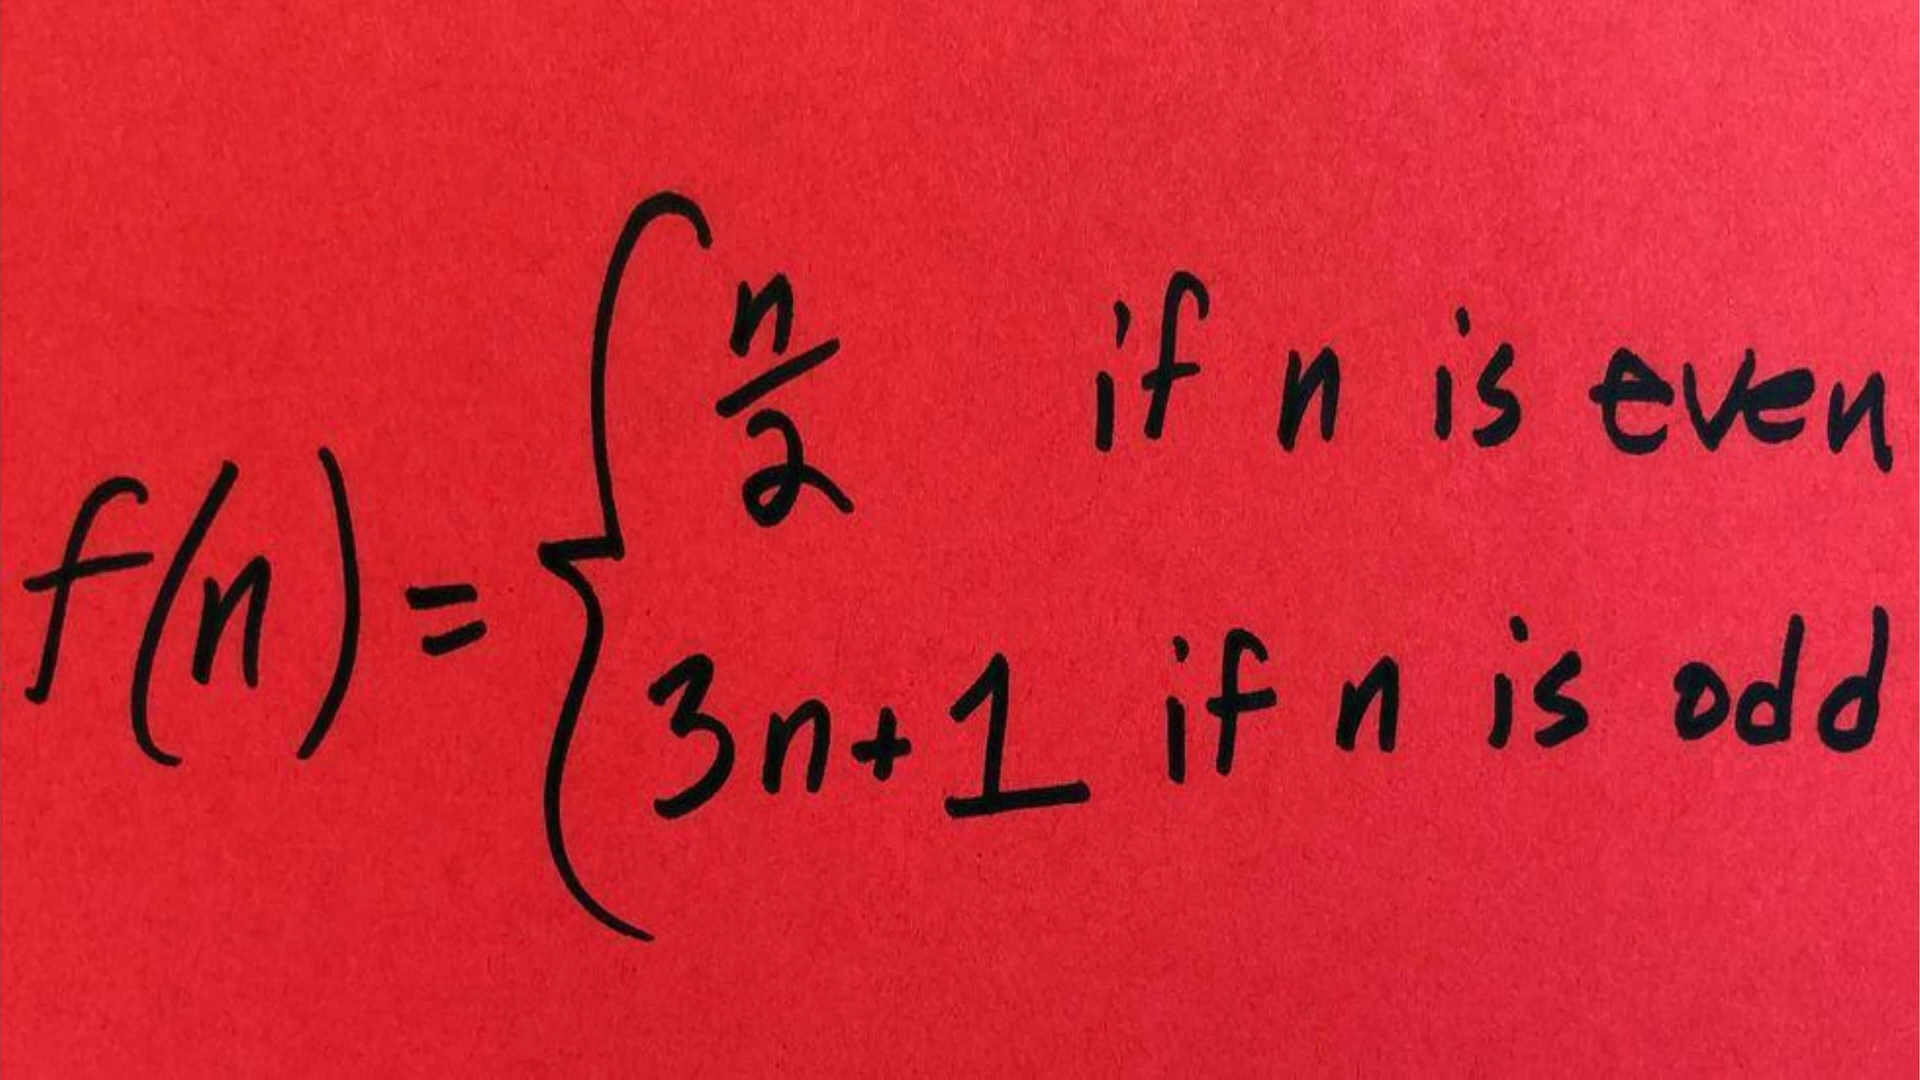 f(n) = { n/2 if n is even
3n+1 if n is odd